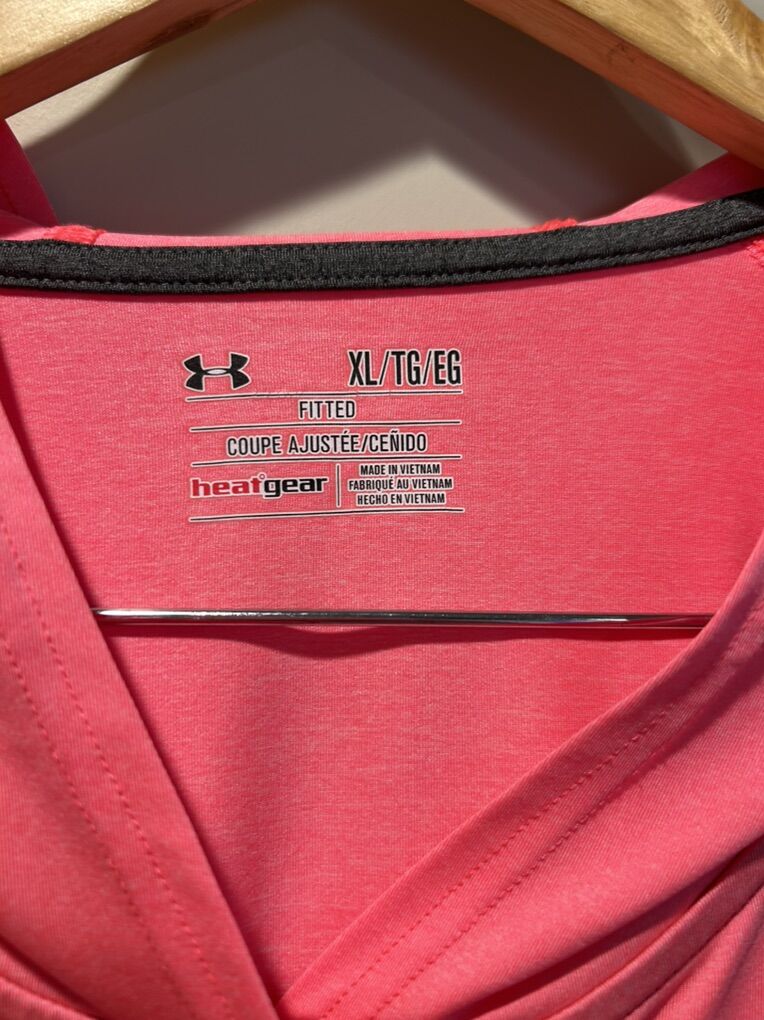 XL/TG/EG
FITTED
COUPE AJUSTÉE/CEÑIDO
heatgear
MADE IN VIETNAM
FABRIQUÉ AU VIETNAM
HECHO EN VIETNAM